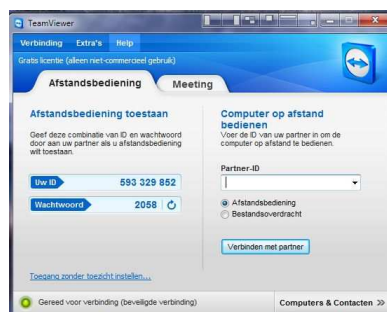 TeamViewer
Verbinding Extra's Help
Gratis licentie (alleen niet-commercieel gebruik)
Afstandsbediening Meeting
Afstandsbediening toestaan
Geef deze combinatie van ID en wachtwoord
door aan uw partner als u afstandsbediening
wilt toestaan.
Uw ID 593 329 852
Wachtwoord 2058
Toegang zonder toezicht instellen...
Computer op afstand
bedienen
Voer de ID van uw partner in om de
computer op afstand te bedienen.
Partner-ID
Afstandsbediening
Bestandsoverdracht
Verbinden met partner
Gereed voor verbinding (beveiligde verbinding)
Computers & Contacten >>